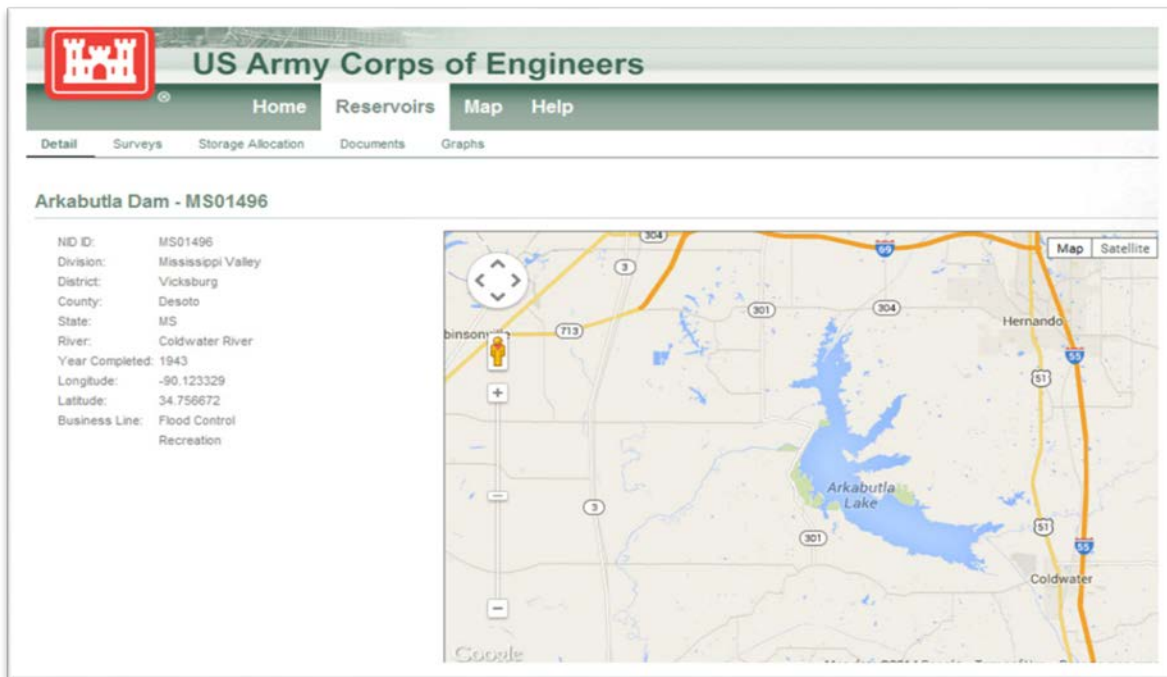 US Army Corps of Engineers
®
Home Reservoirs Map Help
Detail Surveys Storage Allocation Documents Graphs
Arkabutla Dam - MS01496
NID ID: MS01496
Division: Mississippi Valley
District: Vicksburg
County: Desoto
State: MS
River: Coldwater River
Year Completed: 1943
Longitude: -90.123329
Latitude: 34.756672
Business Line: Flood Control
Recreation
304
69
Map Satellite
3
301
304
Hernando
binsonville
713
55
51
Arkabutla
Lake
3
51
301
55
Coldwater
Google